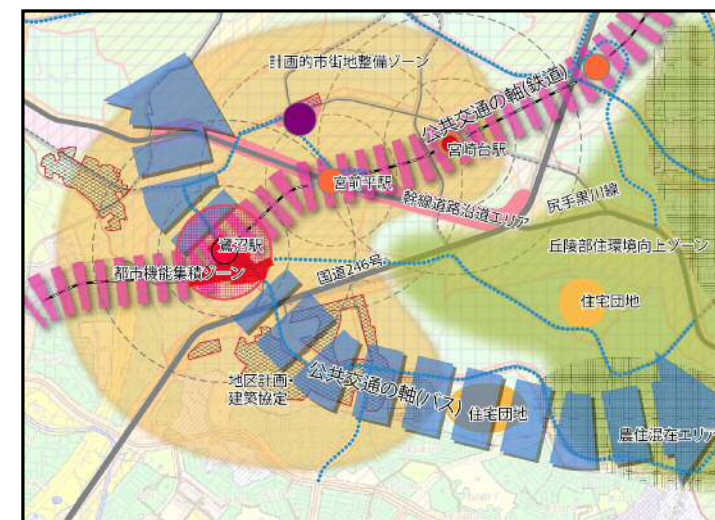 計画的市街地整備ゾーン
公共交通の軸(鉄道)
宮崎台駅
宮前平駅
幹線道路沿道エリア
尻手黒川線
鷺沼駅
都市機能集積ゾーン
国道246号
丘陵部住環境向上ゾーン
住宅団地
地区計画・
建築協定
公共交通の軸(バス)
住宅団地
農住混在エリア